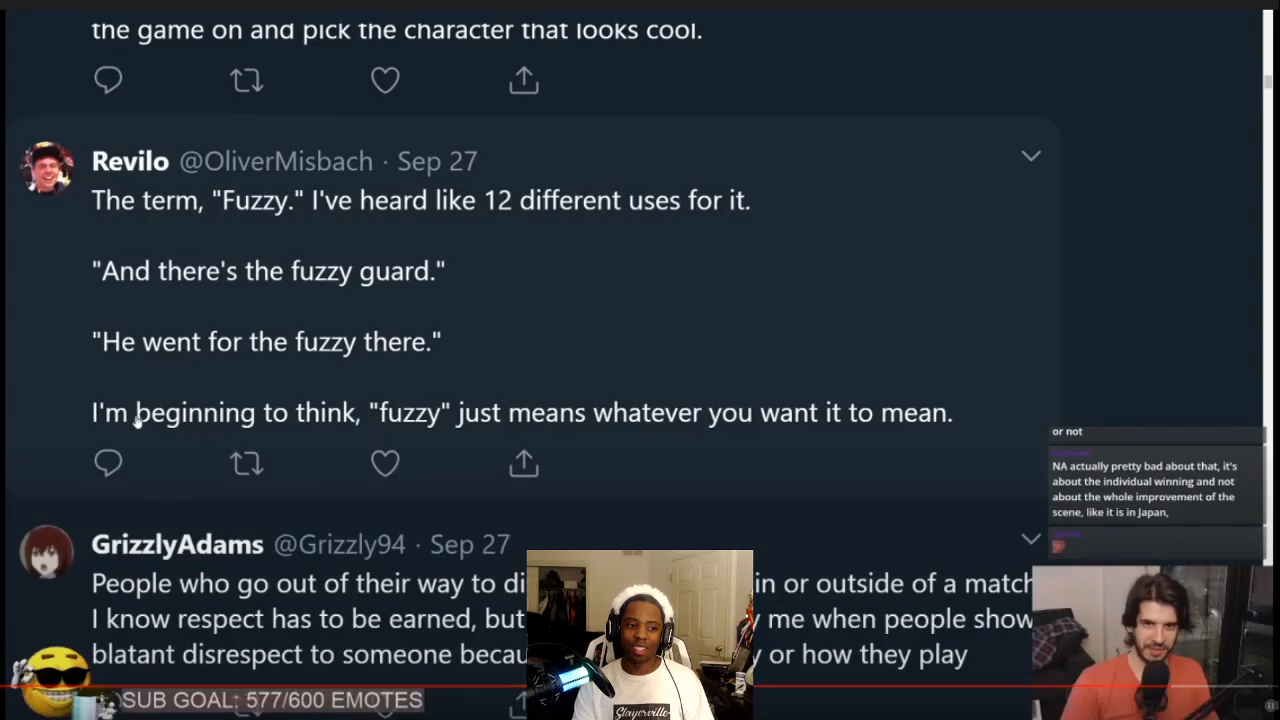 the game on and pick the character that looks cool.
Revilo @OliverMisbach · Sep 27
The term, "Fuzzy." I've heard like 12 different uses for it.
"And there's the fuzzy guard."
"He went for the fuzzy there."
I'm beginning to think, "fuzzy" just means whatever you want it to mean.
or not
NA actually pretty bad about that, it's
about the individual winning and not
about the whole improvement of the
scene, like it is in Japan,
GrizzlyAdams @Grizzly94 · Sep 27
People who go out of their way to di in or outside of a match
I know respect has to be earned, but me when people show
blatant disrespect to someone becau or how they play
SUB GOAL: 577/600 EMOTES
Slayerville